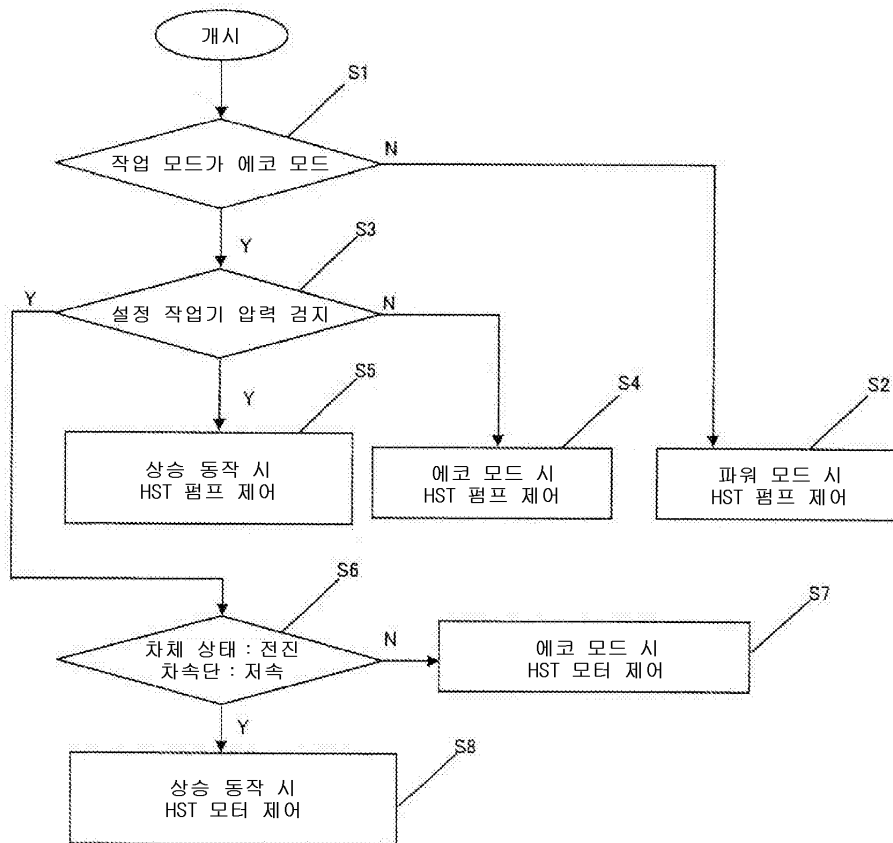 개시
S1
작업 모드가 에코 모드
N
Y
S3
Y
설정 작업기 압력 검지
N
S5
Y
S4
S2
상승 동작 시
HST 펌프 제어
에코 모드 시
HST 펌프 제어
파워 모드 시
HST 펌프 제어
S6
S7
차체 상태 : 전진
차속단 : 저속
N
에코 모드 시
HST 모터 제어
Y
S8
상승 동작 시
HST 모터 제어